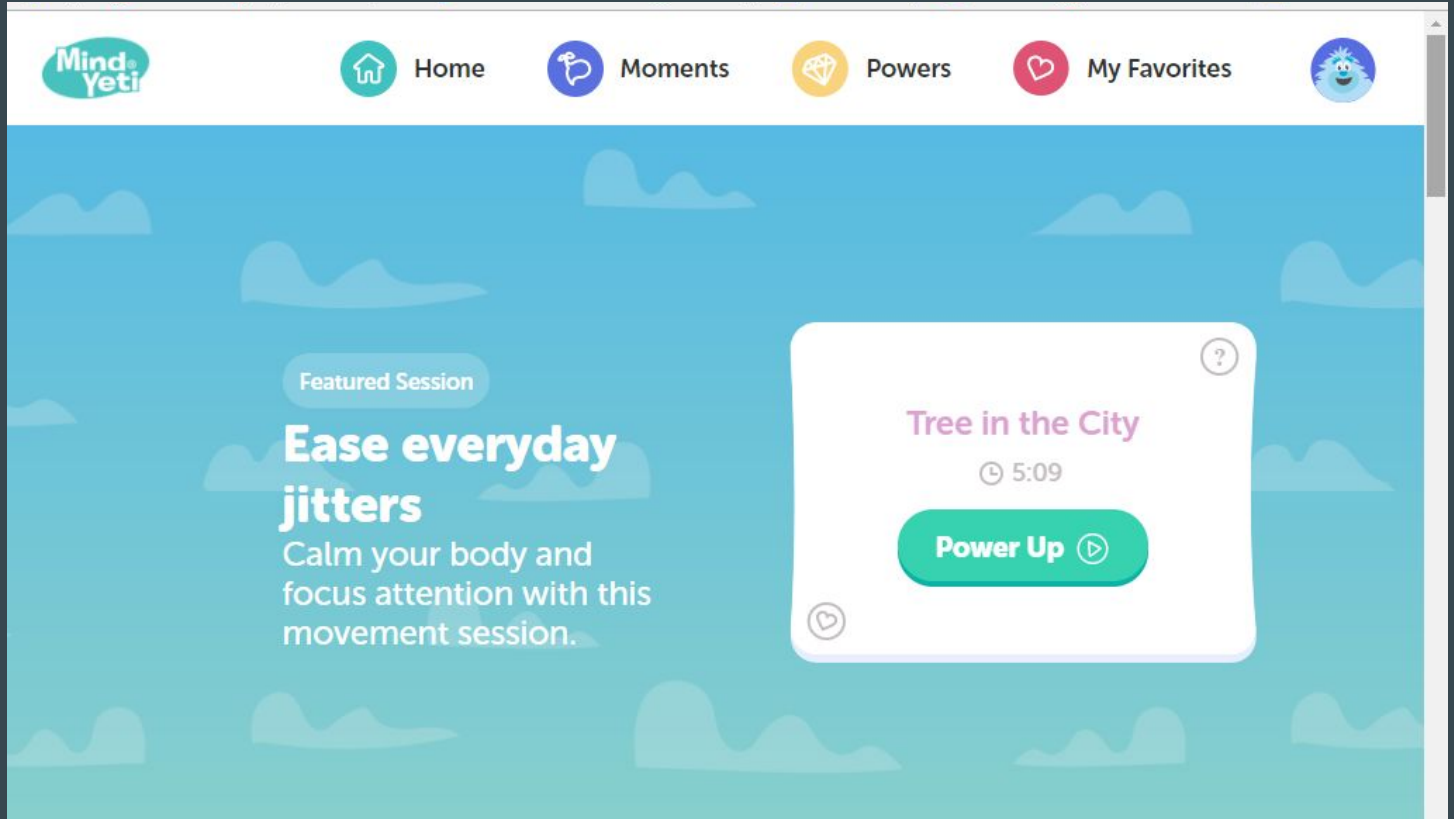 Mind
Yeti
Home
Moments
Powers
My Favorites
Featured Session
Ease everyday
jitters
Calm your body and
focus attention with this
movement session.
?
Tree in the City
5:09
Power Up